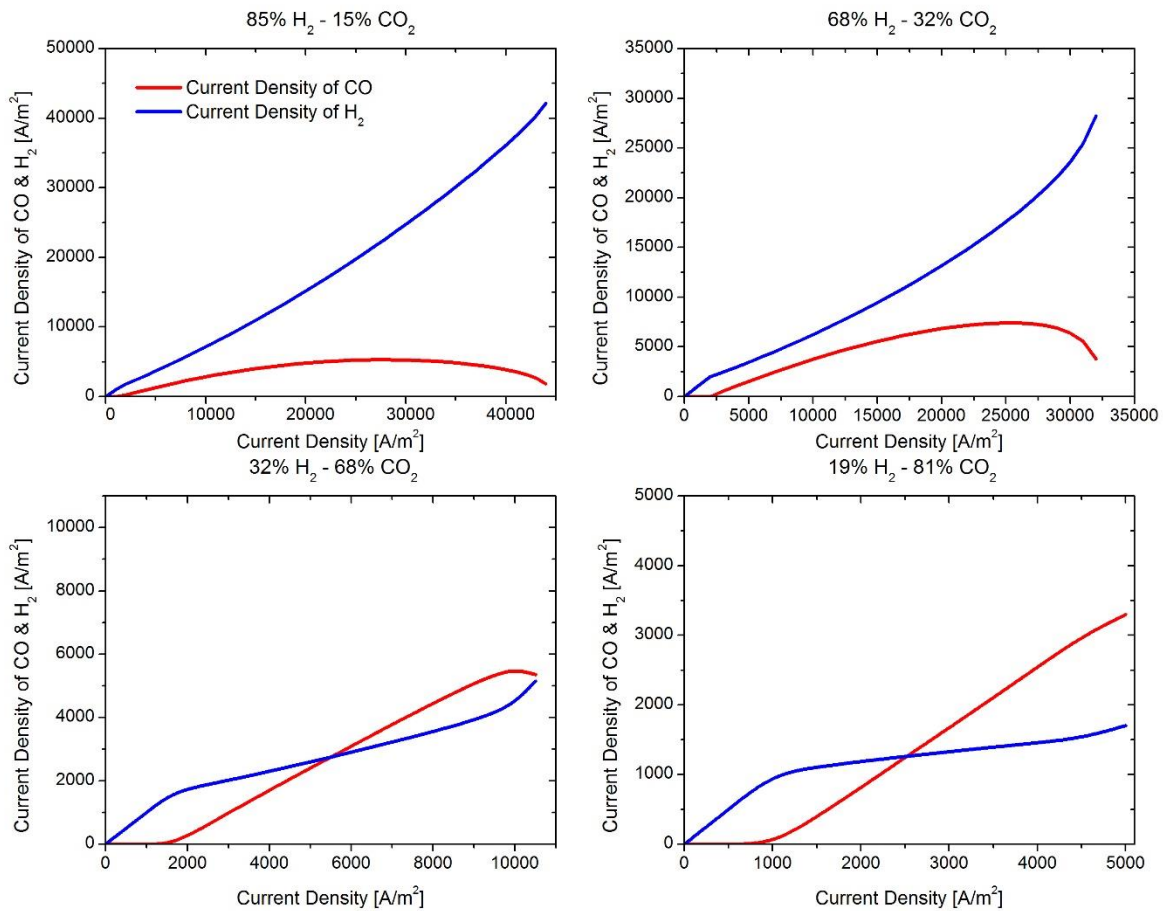 85% H₂ - 15% CO₂
Current Density of CO & H₂ [A/m²]
50000
40000
30000
20000
10000
0
Current Density of CO
Current Density of H₂
0 10000 20000 30000 40000
Current Density [A/m²]
68% H₂ - 32% CO₂
Current Density of CO & H₂ [A/m²]
35000
30000
25000
20000
15000
10000
5000
0
0 5000 10000 15000 20000 25000 30000 35000
Current Density [A/m²]
32% H₂ - 68% CO₂
Current Density of CO & H₂ [A/m²]
10000
8000
6000
4000
2000
0
0 2000 4000 6000 8000 10000
Current Density [A/m²]
19% H₂ - 81% CO₂
Current Density of CO & H₂ [A/m²]
5000
4000
3000
2000
1000
0
0 1000 2000 3000 4000 5000
Current Density [A/m²]